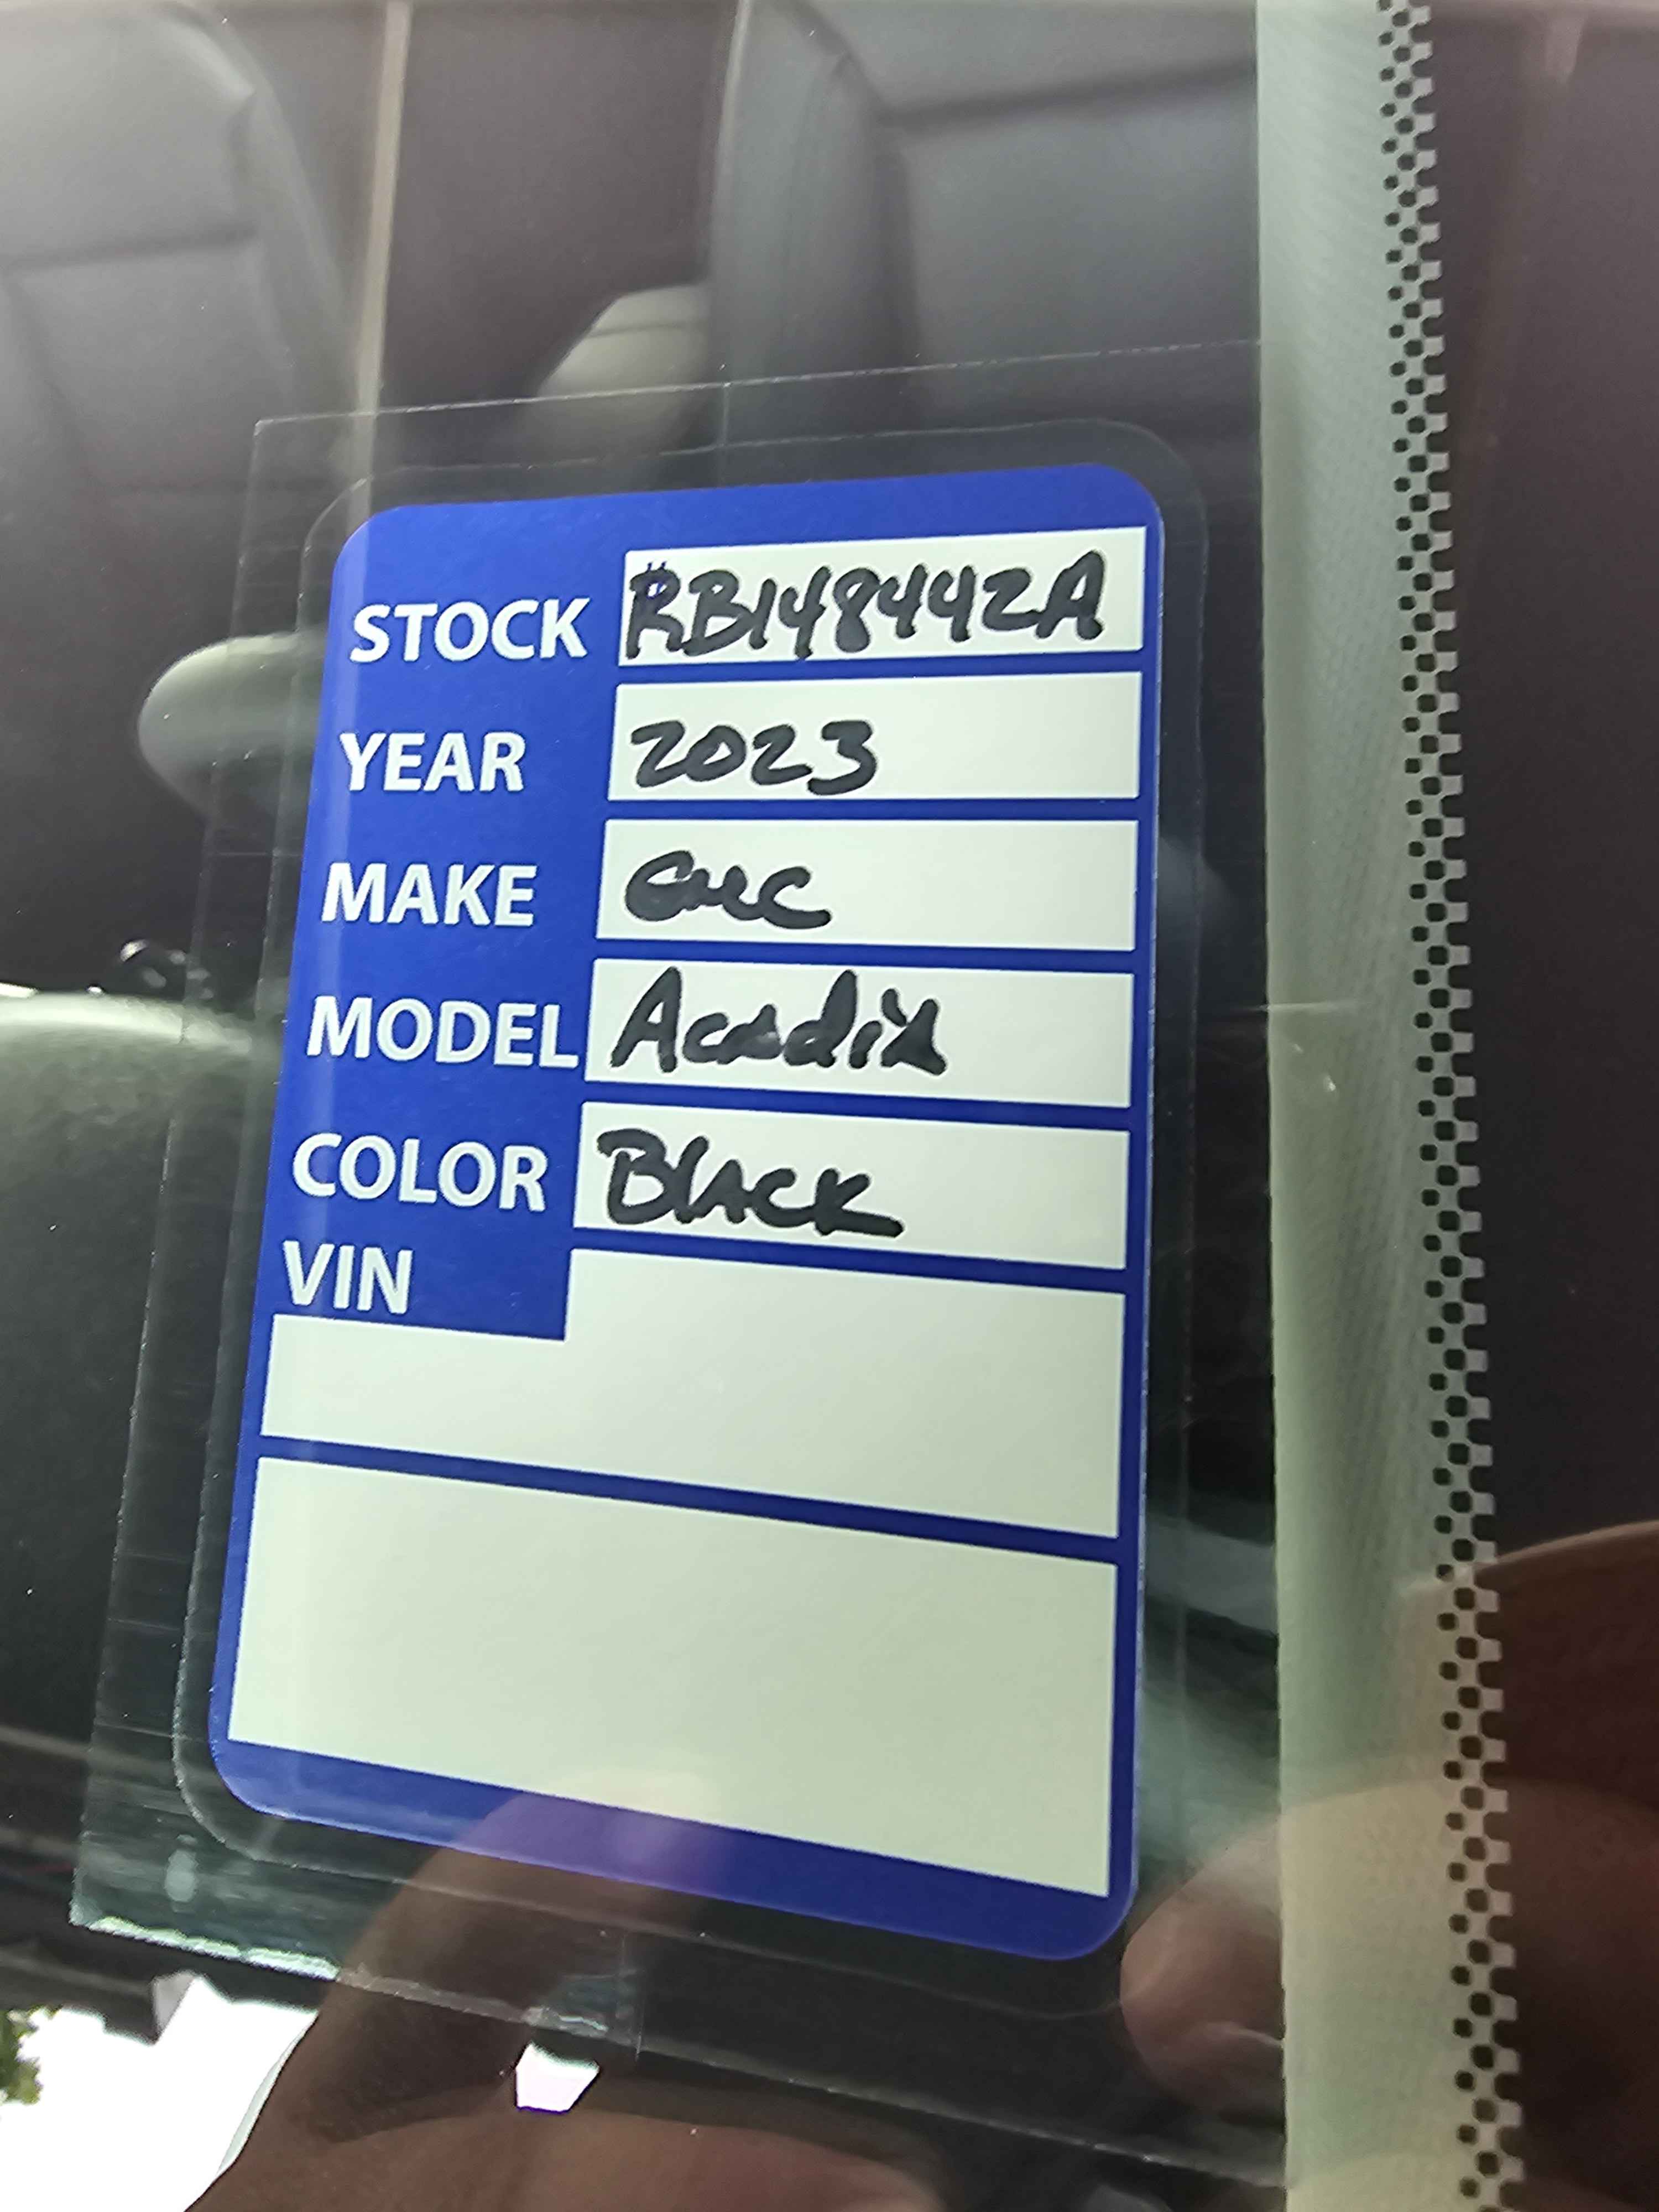 STOCK RB148442A
YEAR 2023
MAKE GMC
MODEL Acadia
COLOR Black
VIN